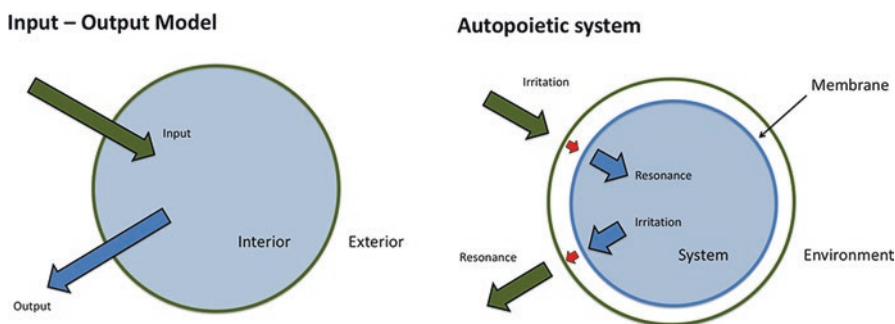 Input – Output Model
Input
Interior
Exterior
Output
Autopoietic system
Irritation
Membrane
Resonance
Irritation
System
Environment
Resonance